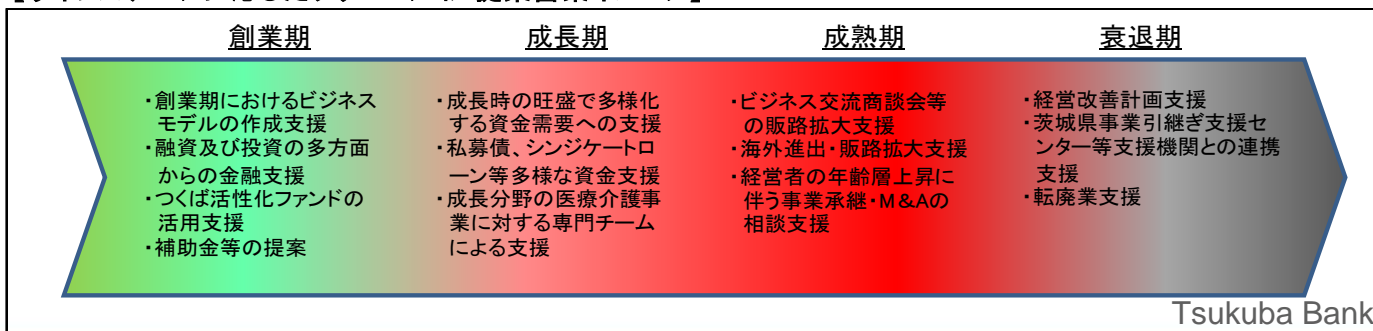 創業期
成長期
成熟期
衰退期
・創業期におけるビジネス
モデルの作成支援
・融資及び投資の多方面
からの金融支援
・つくば活性化ファンドの
活用支援
・補助金等の提案
・成長時の旺盛で多様化
する資金需要への支援
・私募債、シンジケートロ
ーン等多様な資金支援
・成長分野の医療介護事
業に対する専門チーム
による支援
・ビジネス交流商談会等
の販路拡大支援
・海外進出・販路拡大支援
・経営者の年齢層上昇に
伴う事業承継・M&Aの
相談支援
・経営改善計画支援
・茨城県事業引継ぎ支援セ
ンター等支援機関との連携
支援
・転廃業支援
Tsukuba Bank